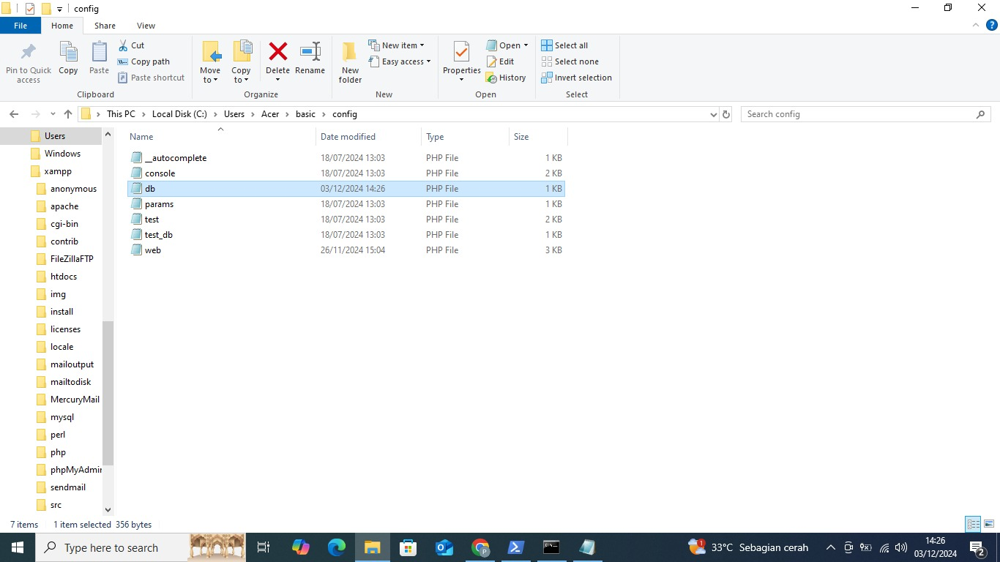 config
File Home Share View
Pin to Quick access
Copy
Paste
Cut
Copy path
Paste shortcut
Clipboard
Move to
Copy to
Delete
Rename
Organize
New folder
New item
Easy access
New
Properties
Open
Edit
History
Open
Select all
Select none
Invert selection
Select
This PC > Local Disk (C:) > Users > Acer > basic > config
Search config
Name Date modified Type Size
__autocomplete 18/07/2024 13:03 PHP File 1 KB
console 18/07/2024 13:03 PHP File 2 KB
db 03/12/2024 14:26 PHP File 1 KB
params 18/07/2024 13:03 PHP File 1 KB
test 18/07/2024 13:03 PHP File 2 KB
test_db 18/07/2024 13:03 PHP File 1 KB
web 26/11/2024 15:04 PHP File 3 KB
Users
Windows
xampp
anonymous
apache
cgi-bin
contrib
FileZillaFTP
htdocs
img
install
licenses
locale
mailoutput
mailtodisk
MercuryMail
mysql
perl
php
phpMyAdmin
sendmail
src
7 items 1 item selected 356 bytes
Type here to search
1
33°C Sebagian cerah
14:26
03/12/2024
2